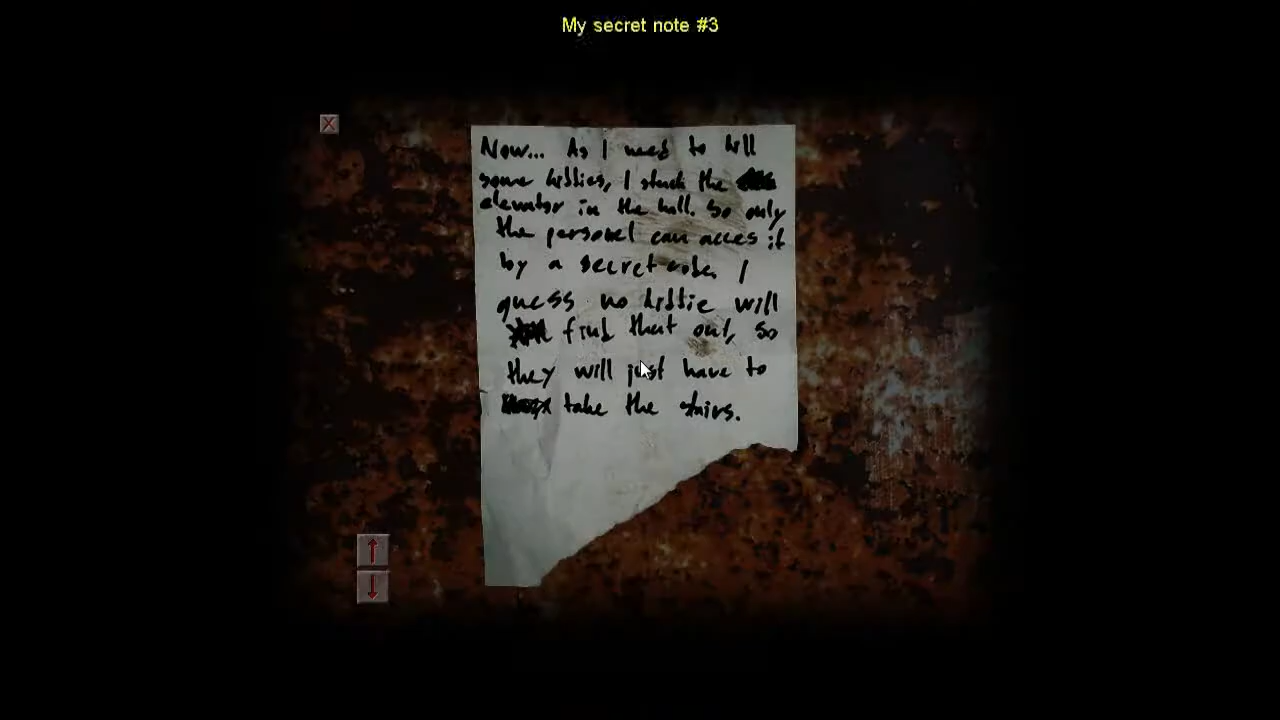 My secret note #3
Now... As I need to kill
some kiddies, I stuck the
elevator in the hall. So only
the personel can acces it
by a secret code. I
guess no kiddie will
find that out, so
they will just have to
take the stairs.